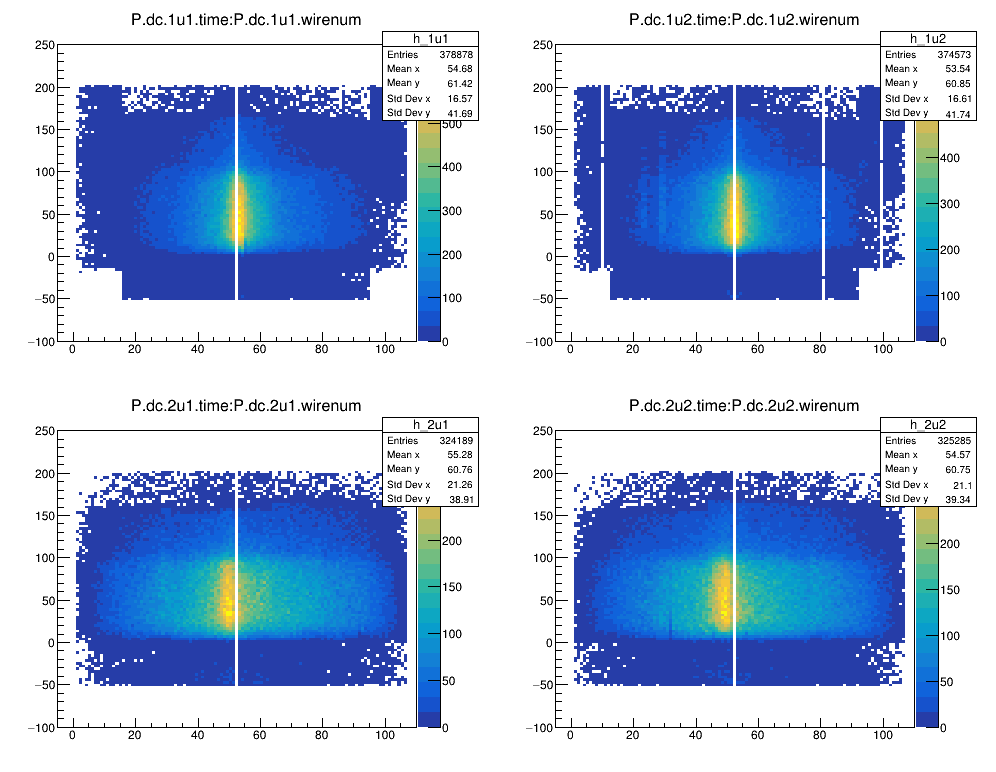 P.dc.1u1.time:P.dc.1u1.wirenum
h_1u1
Entries 378878
Mean x 54.68
Mean y 61.42
Std Dev x 16.57
Std Dev y 41.69
250
200
150
100
50
0
−50
−100
0 20 40 60 80 100
500
400
300
200
100
0
P.dc.1u2.time:P.dc.1u2.wirenum
h_1u2
Entries 374573
Mean x 53.54
Mean y 60.85
Std Dev x 16.61
Std Dev y 41.74
250
200
150
100
50
0
−50
−100
0 20 40 60 80 100
400
300
200
100
0
P.dc.2u1.time:P.dc.2u1.wirenum
h_2u1
Entries 324189
Mean x 55.28
Mean y 60.76
Std Dev x 21.26
Std Dev y 38.91
250
200
150
100
50
0
−50
−100
0 20 40 60 80 100
200
150
100
50
0
P.dc.2u2.time:P.dc.2u2.wirenum
h_2u2
Entries 325285
Mean x 54.57
Mean y 60.75
Std Dev x 21.1
Std Dev y 39.34
250
200
150
100
50
0
−50
−100
0 20 40 60 80 100
200
150
100
50
0